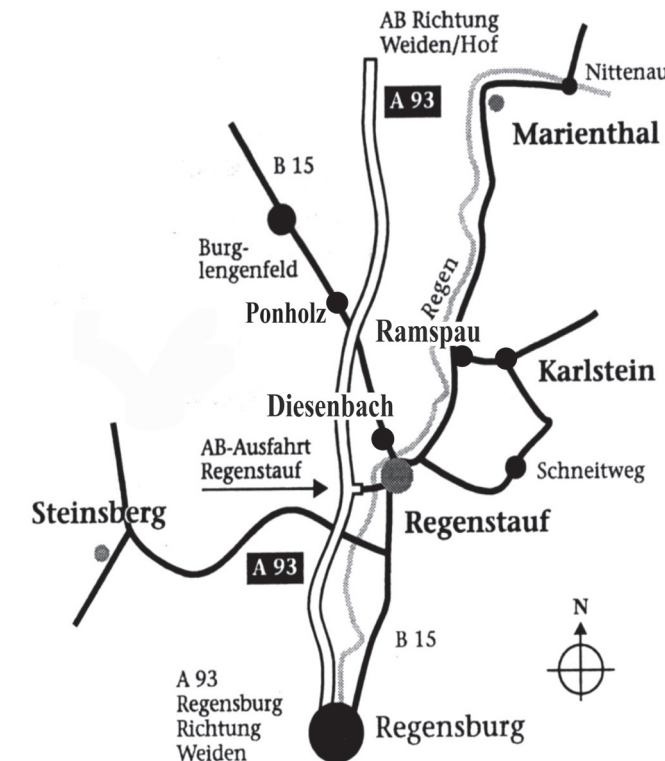 AB Richtung
Weiden/Hof
A 93
Nittenau
Marienthal
B 15
Burg-
lengenfeld
Regen
Ponholz
Ramspau
Karlstein
Diesenbach
AB-Ausfahrt
Regenstauf
Schneitweg
Steinsberg
Regenstauf
A 93
N
B 15
A 93
Regensburg
Richtung
Weiden
Regensburg